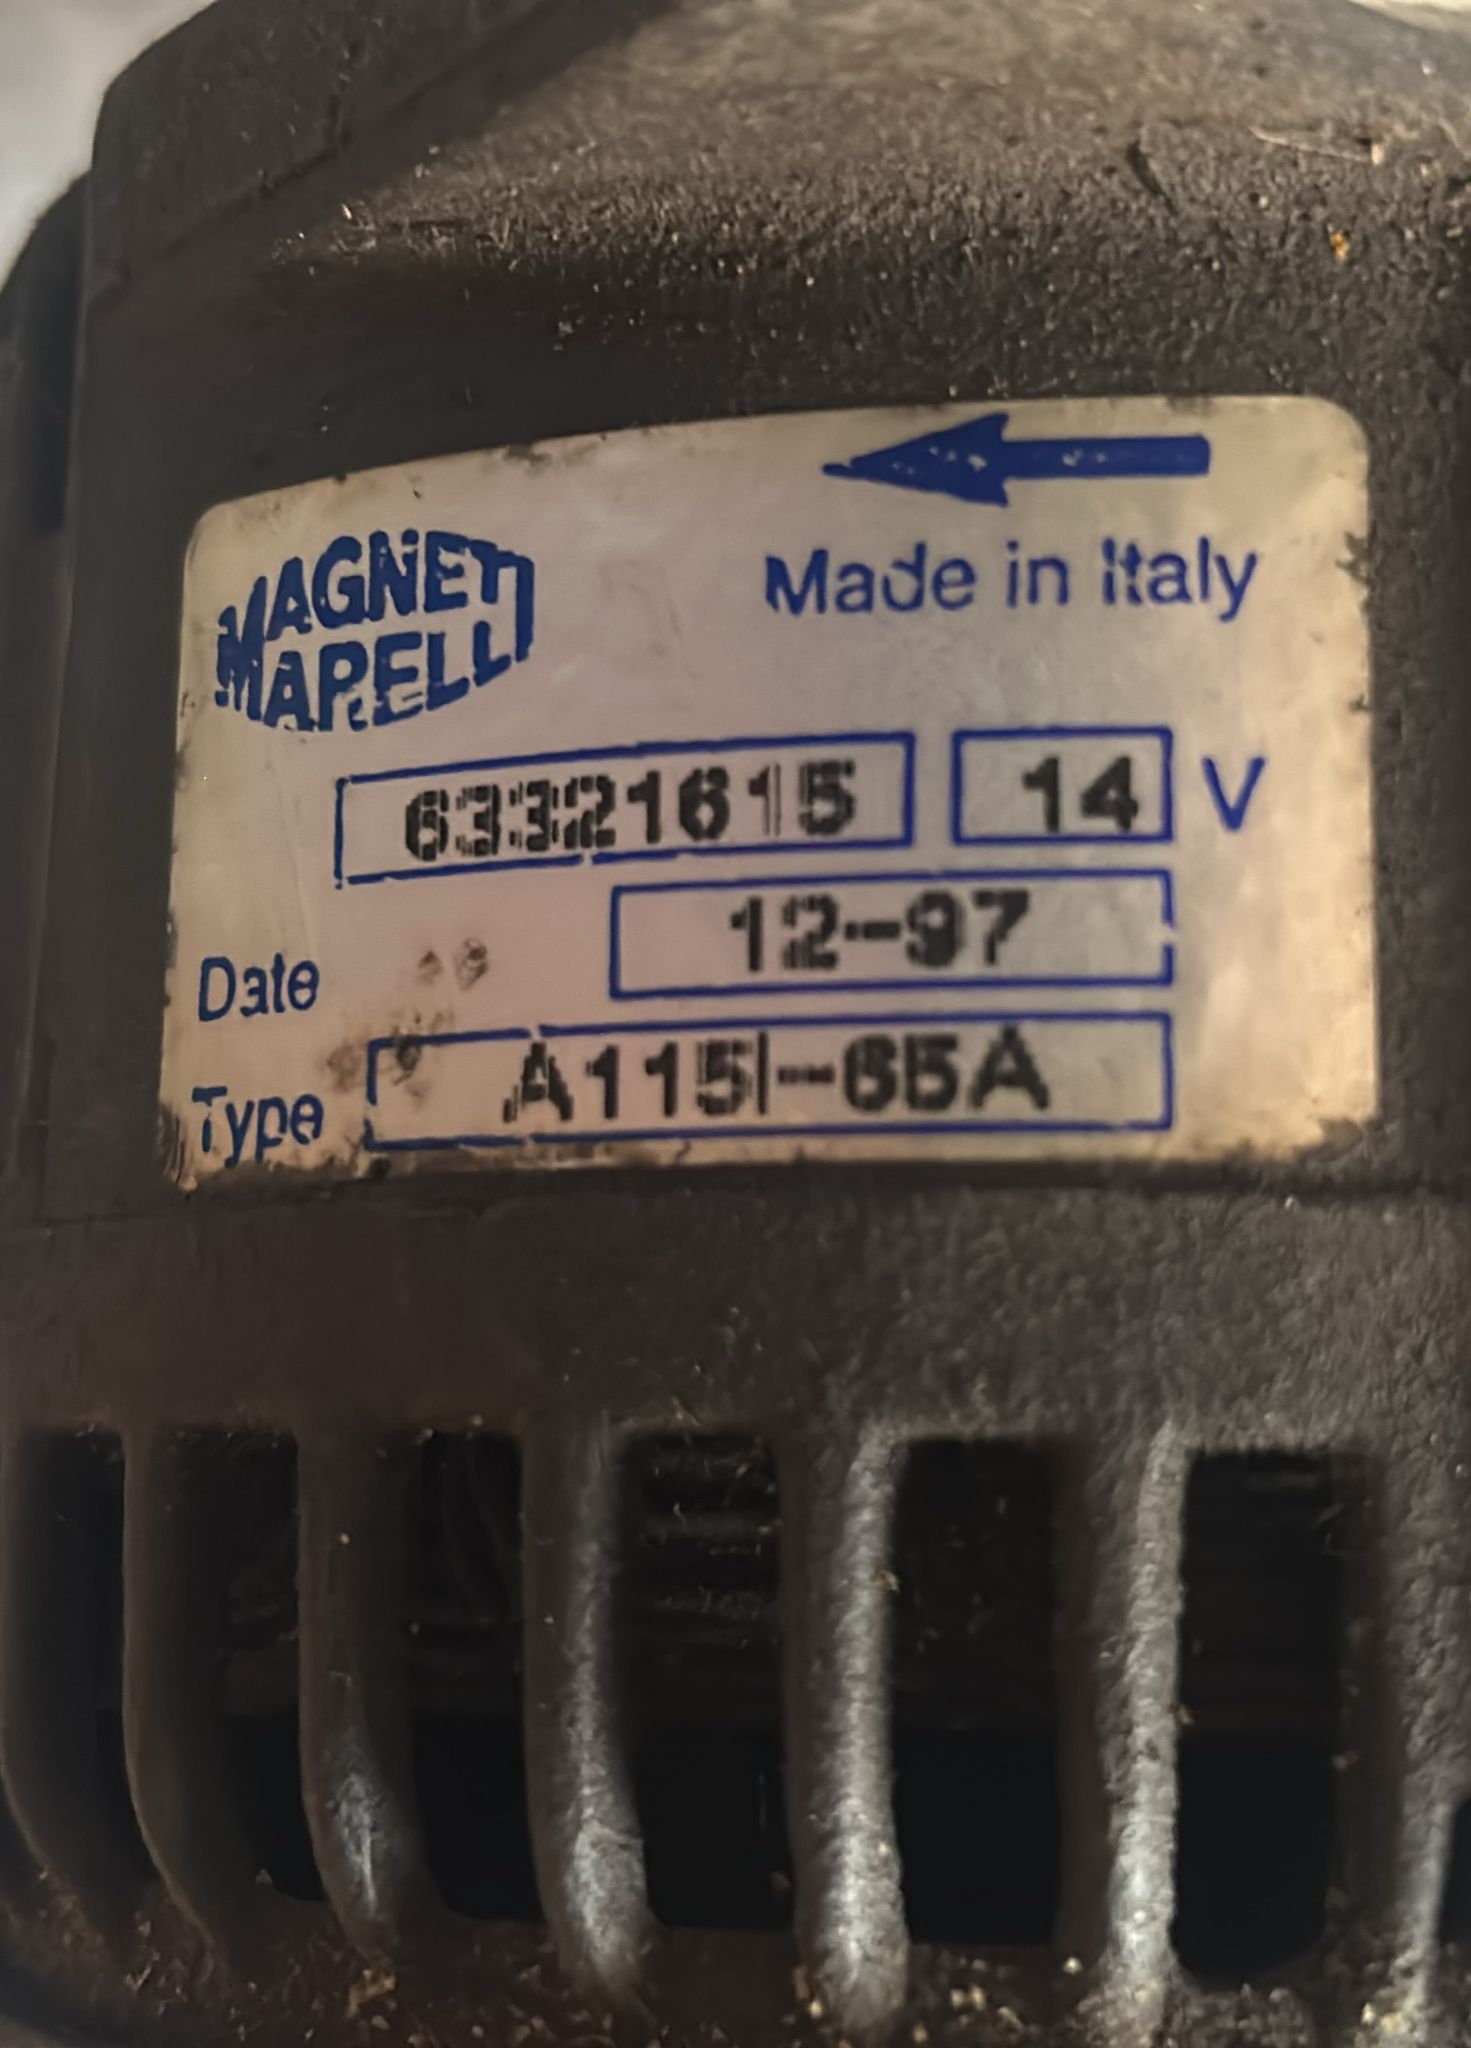 MAGNETI
MARELLI
Made in Italy
63321615 14 V
Date 12-97
Type A115I-65A